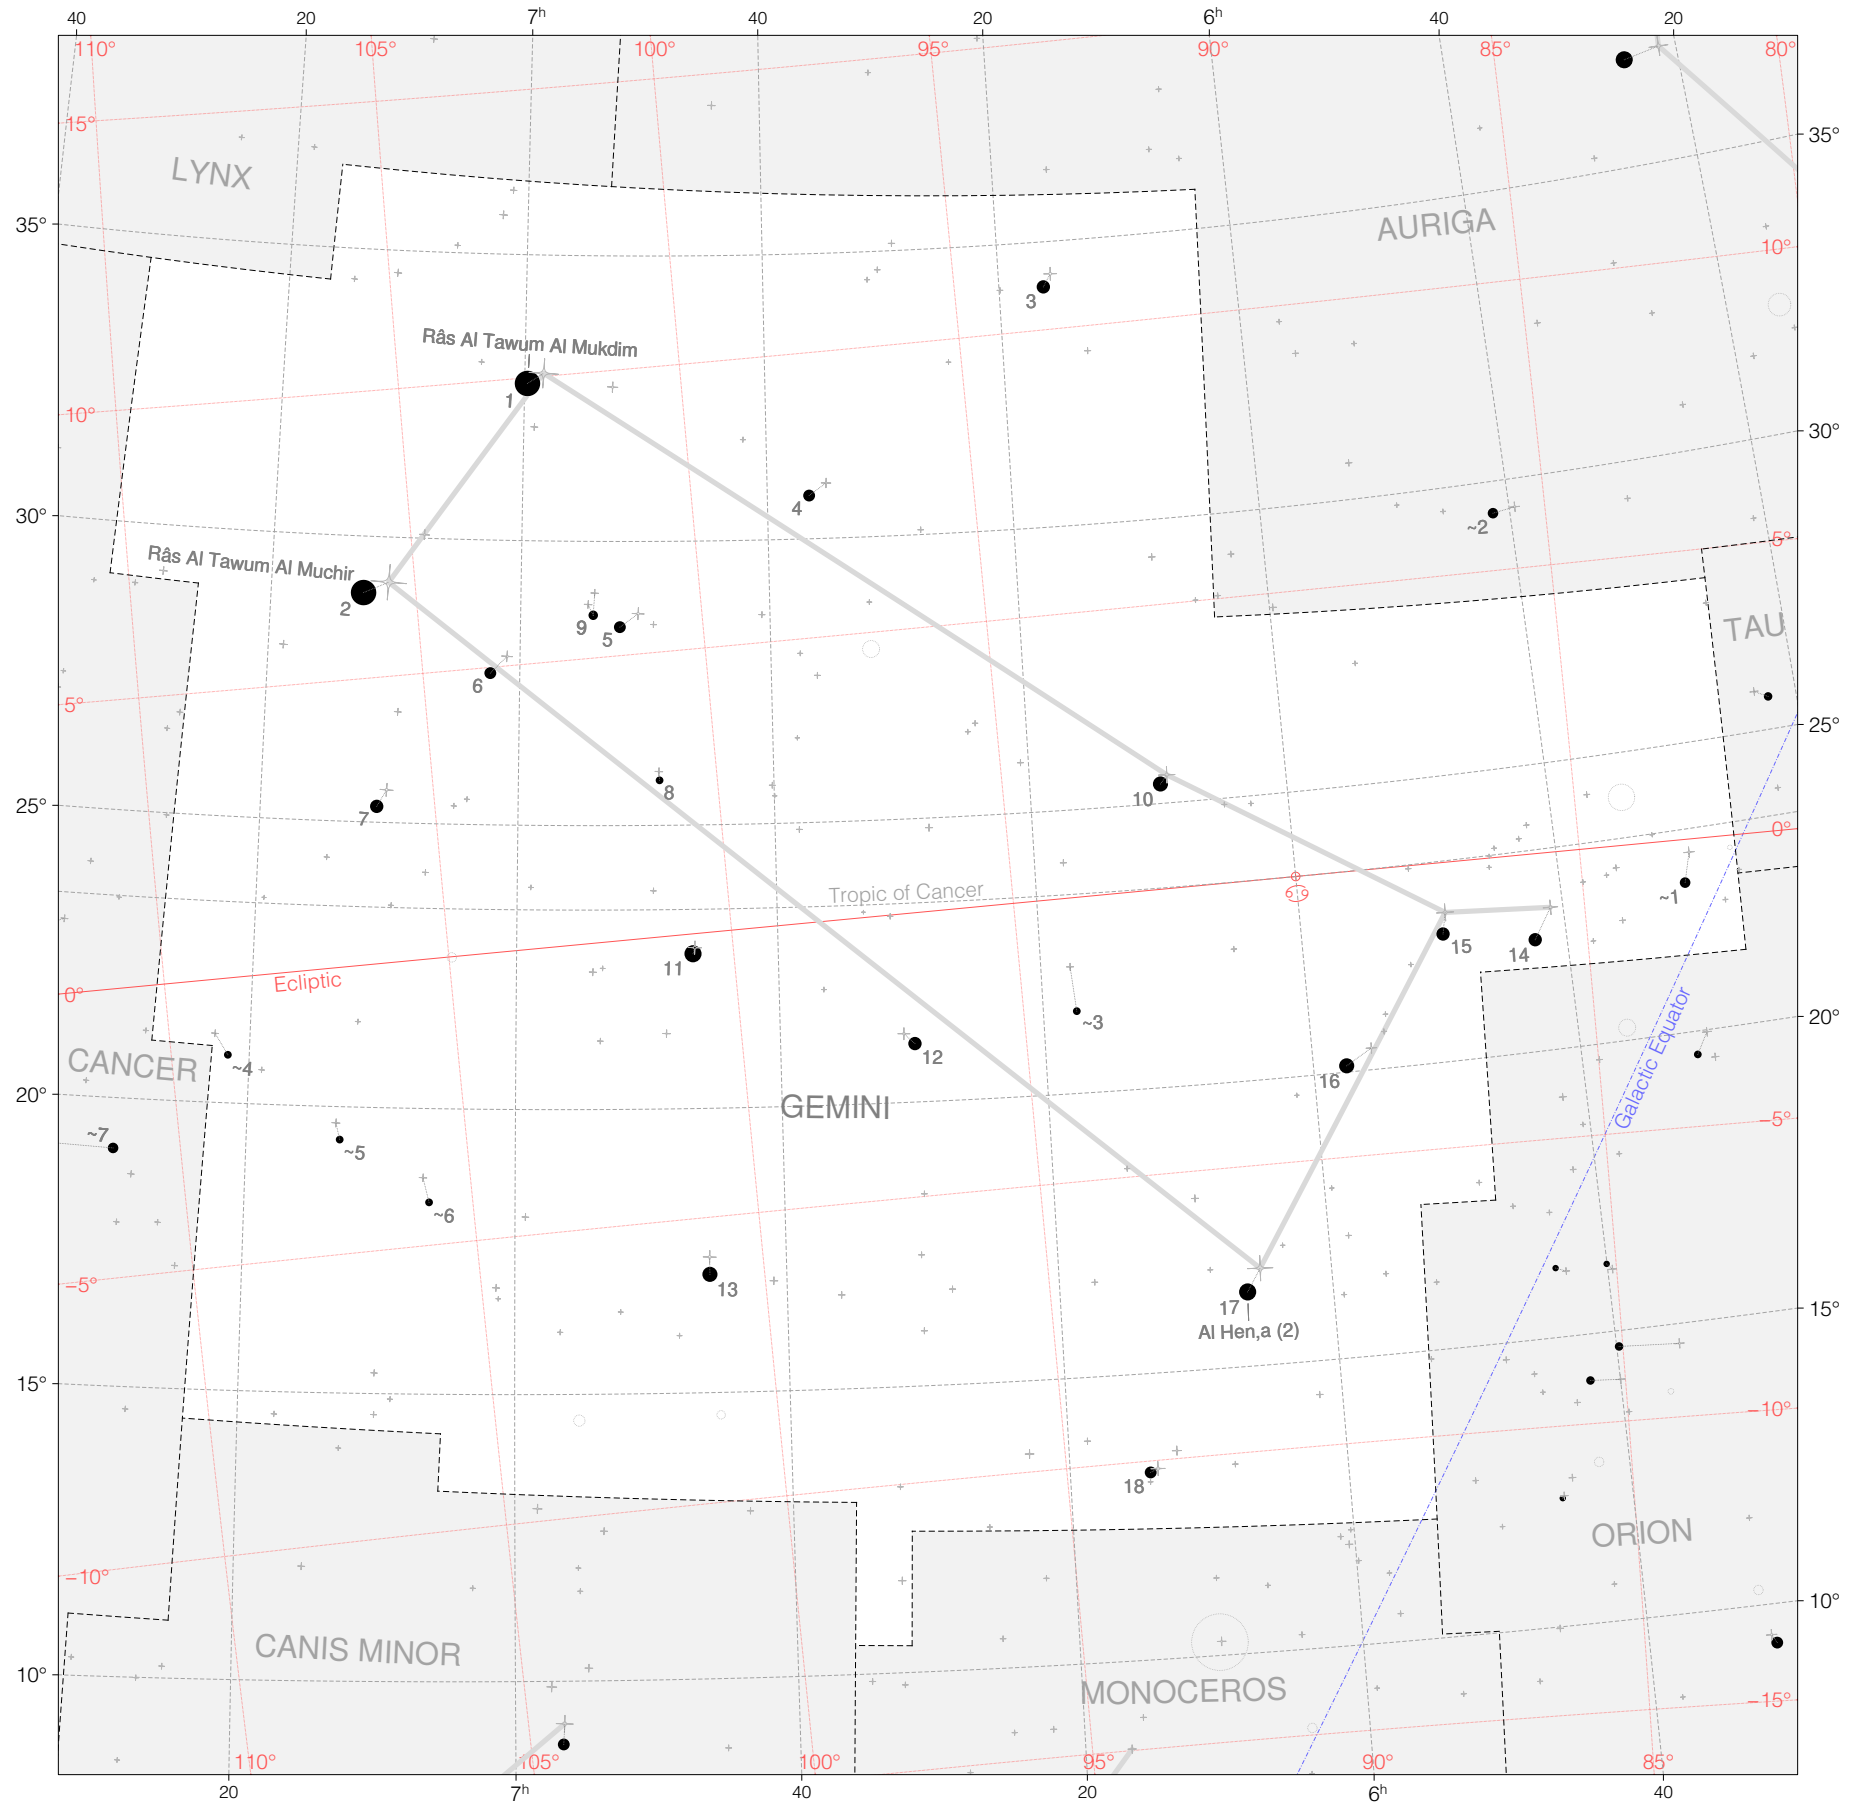 40 20 7h 40 20 6h 40 20
110° 105° 100° 95° 90° 85° 80°
15°
35°
LYNX
AURIGA
35°
10°
3
Râs Al Tawum Al Mukdim
1
10°
30°
4
30°
~2
5°
Râs Al Tawum Al Muchir
2
9
5
TAU
6
5°
25°
8
10
25°
7
0°
Tropic of Cancer
~1
15
14
11
Ecliptic
0°
20°
~3
12
Galactic Equator
CANCER
~4
16
20°
GEMINI
−5°
~7
~5
~6
−5°
13
17
15°
Al Hen,a (2)
15°
−10°
18
ORION
−10°
10°
CANIS MINOR
10°
MONOCEROS
−15°
110° 105° 100° 95° 90° 85°
20 7h 40 20 6h 40